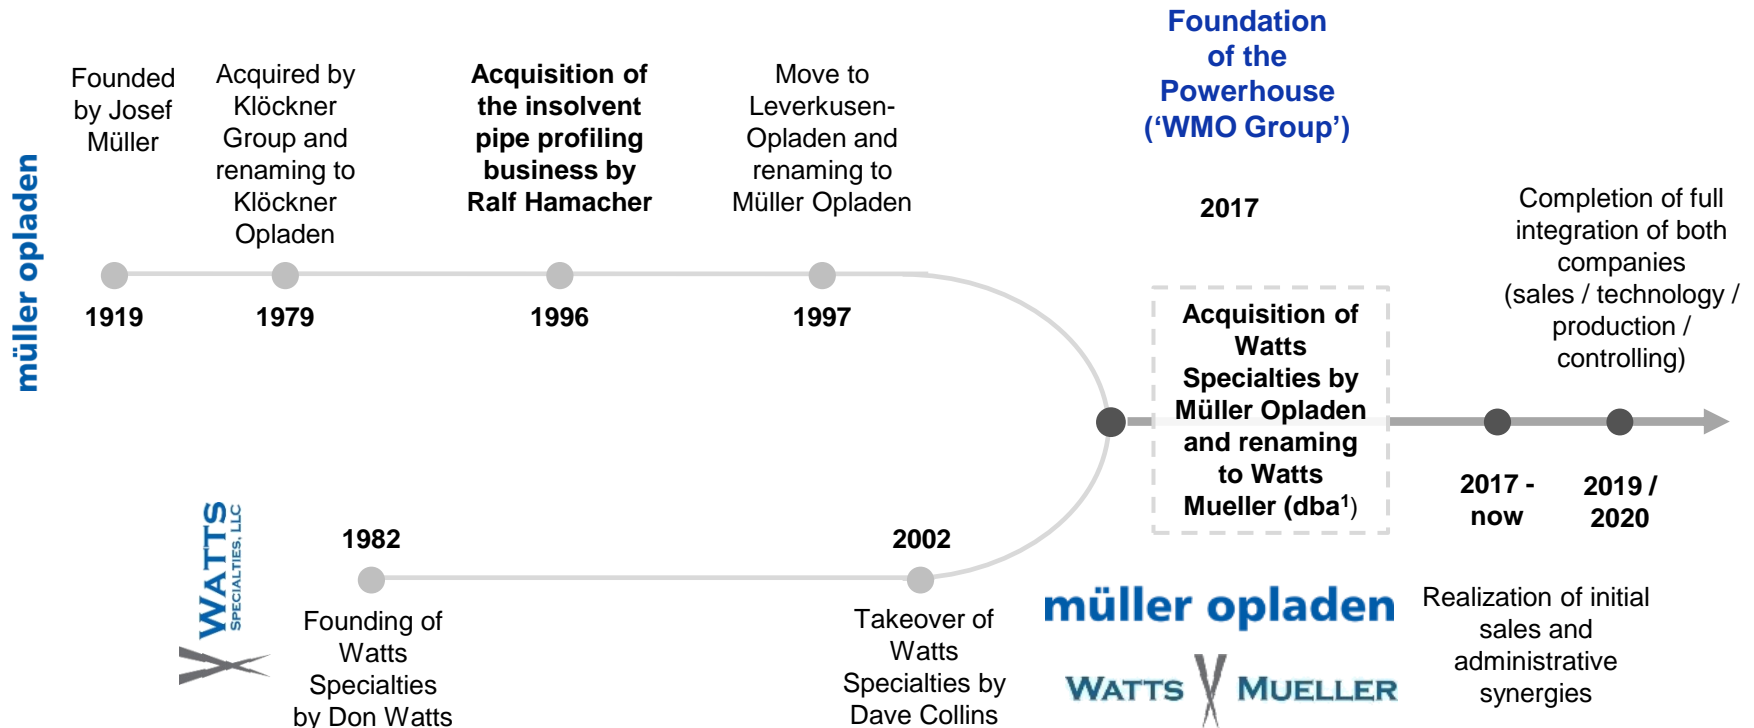 müller opladen
Founded
by Josef
Müller
1919
Acquired by
Klöckner
Group and
renaming to
Klöckner
Opladen
1979
Acquisition of
the insolvent
pipe profiling
business by
Ralf Hamacher
1996
Move to
Leverkusen-
Opladen and
renaming to
Müller Opladen
1997
Foundation
of the
Powerhouse
(‘WMO Group’)
2017
Acquisition of
Watts
Specialties by
Müller Opladen
and renaming
to Watts
Mueller (dba¹)
Completion of full
integration of both
companies
(sales / technology /
production /
controlling)
2017 -
now
2019 /
2020
Realization of initial
sales and
administrative
synergies
WATTS
SPECIALTIES, LLC
1982
Founding of
Watts
Specialties
by Don Watts
2002
Takeover of
Watts
Specialties by
Dave Collins
müller opladen
WATTS MUELLER